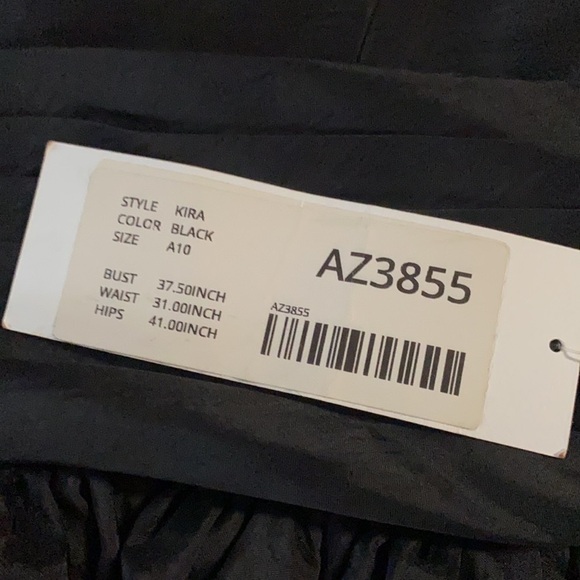 STYLE KIRA
COLOR BLACK
SIZE A10
BUST 37.50INCH
WAIST 31.00INCH
HIPS 41.00INCH
AZ3855
AZ3855